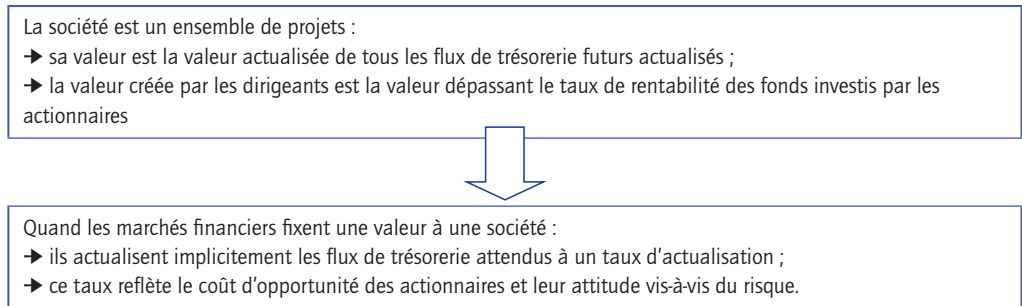 La société est un ensemble de projets :
➔ sa valeur est la valeur actualisée de tous les flux de trésorerie futurs actualisés ;
➔ la valeur créée par les dirigeants est la valeur dépassant le taux de rentabilité des fonds investis par les
actionnaires
Quand les marchés financiers fixent une valeur à une société :
➔ ils actualisent implicitement les flux de trésorerie attendus à un taux d'actualisation ;
➔ ce taux reflète le coût d'opportunité des actionnaires et leur attitude vis-à-vis du risque.